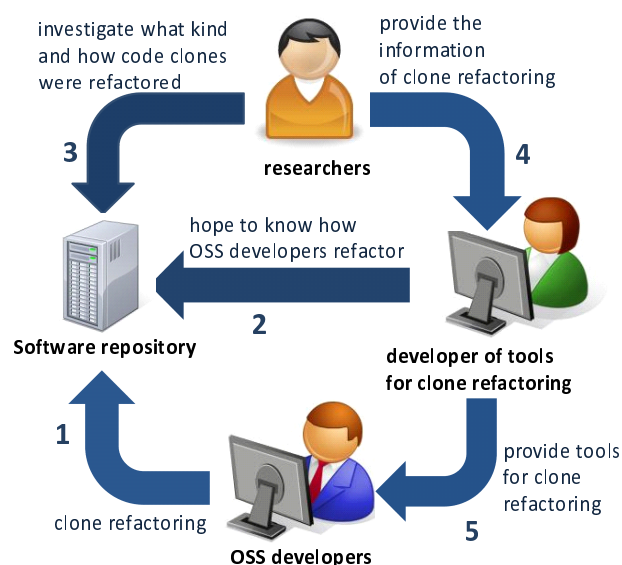 investigate what kind
and how code clones
were refactored
provide the
information
of clone refactoring
3
researchers
4
hope to know how
OSS developers refactor
2
Software repository
developer of tools
for clone refactoring
1
clone refactoring
provide tools
for clone
refactoring
5
OSS developers